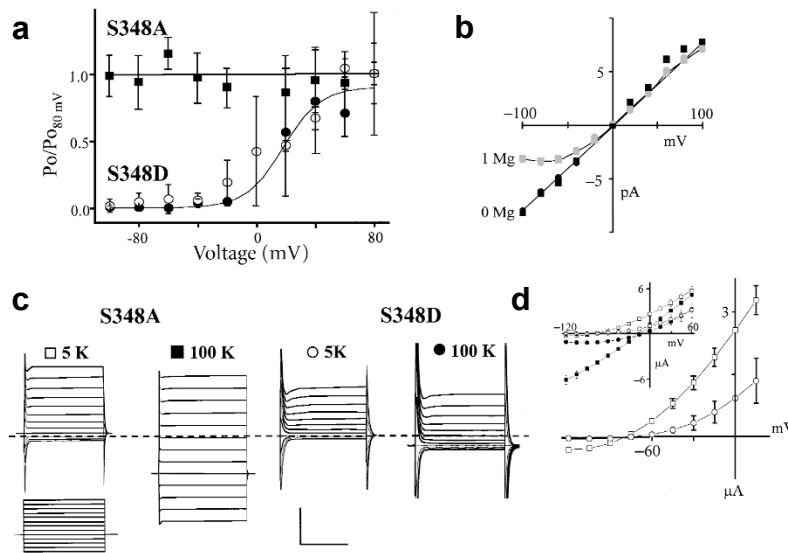 a
S348A
1.0
0.5
0.0
Po/Po80 mV
S348D
-80
0
80
Voltage (mV)
b
5
−100
100
mV
1 Mg
−5
0 Mg
pA
c
S348A
S348D
5 K
100 K
5K
100 K
d
6
−120
60
mV
µA
−6
3
mV
−60
µA